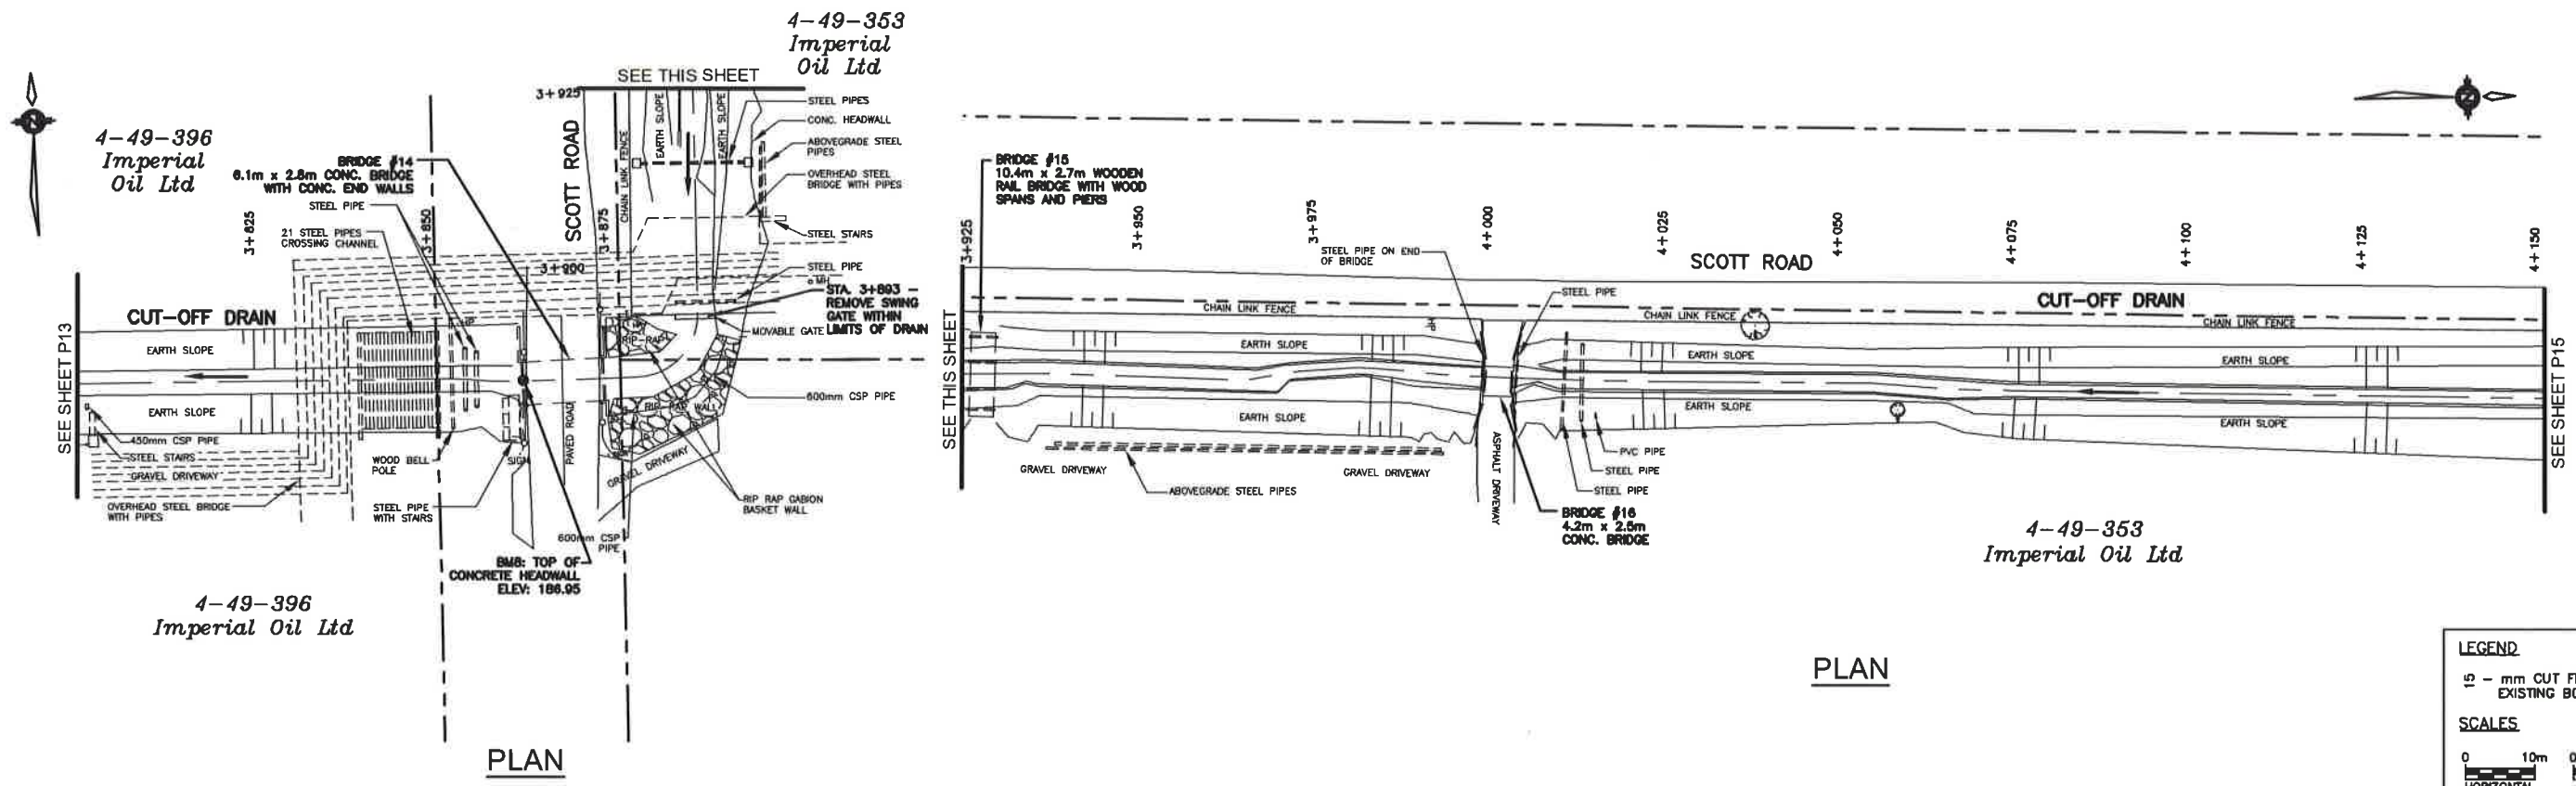 4-49-353
Imperial
Oil Ltd
SEE THIS SHEET
3+925
STEEL PIPES
CONC. HEADWALL
ABOVEGRADE STEEL
PIPES
OVERHEAD STEEL
BRIDGE WITH PIPES
STEEL STAIRS
STEEL PIPE
MH
STA. 3+893 -
REMOVE SWING
GATE WITHIN
LIMITS OF DRAIN
MOVABLE GATE
600mm CSP PIPE
RIP RAP GABION
BASKET WALL
EARTH SLOPE
EARTH SLOPE
CHAIN LINK FENCE
SCOTT ROAD
3+875
3+900
N
4-49-396
Imperial
Oil Ltd
BRIDGE #14
6.1m x 2.8m CONC. BRIDGE
WITH CONC. END WALLS
STEEL PIPE
21 STEEL PIPES
CROSSING CHANNEL
3+825
3+850
HP
CUT-OFF DRAIN
SEE SHEET P13
EARTH SLOPE
EARTH SLOPE
450mm CSP PIPE
STEEL STAIRS
GRAVEL DRIVEWAY
OVERHEAD STEEL BRIDGE
WITH PIPES
WOOD BELL
POLE
STEEL PIPE
WITH STAIRS
SIGN
PAVED ROAD
RIP-RAP
RIP RAP WALL
GRAVEL DRIVEWAY
600mm CSP
PIPE
BM8: TOP OF
CONCRETE HEADWALL
ELEV: 186.95
4-49-396
Imperial Oil Ltd
PLAN
N
BRIDGE #15
10.4m x 2.7m WOODEN
RAIL BRIDGE WITH WOOD
SPANS AND PIERS
3+925
3+950
3+975
4+000
4+025
4+050
4+075
4+100
4+125
4+150
STEEL PIPE ON END
OF BRIDGE
SCOTT ROAD
STEEL PIPE
CUT-OFF DRAIN
CHAIN LINK FENCE
CHAIN LINK FENCE
CHAIN LINK FENCE
HP
SEE THIS SHEET
SEE SHEET P15
EARTH SLOPE
EARTH SLOPE
EARTH SLOPE
EARTH SLOPE
EARTH SLOPE
EARTH SLOPE
GRAVEL DRIVEWAY
GRAVEL DRIVEWAY
ABOVEGRADE STEEL PIPES
ASPHALT DRIVEWAY
PVC PIPE
STEEL PIPE
STEEL PIPE
BRIDGE #16
4.2m x 2.5m
CONC. BRIDGE
4-49-353
Imperial Oil Ltd
PLAN
LEGEND
15 - mm CUT
EXISTING
SCALES
0 10m
HORIZONTAL